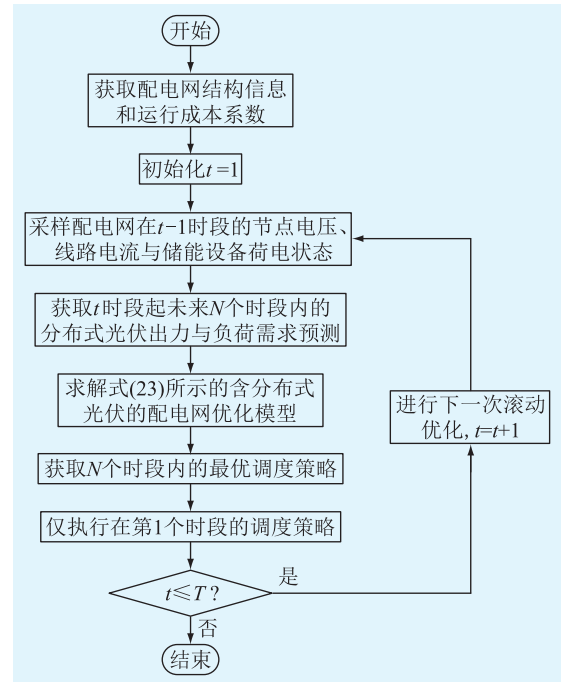 开始
获取配电网结构信息
和运行成本系数
初始化t=1
采样配电网在t−1时段的节点电压、
线路电流与储能设备荷电状态
获取t时段起未来N个时段内的
分布式光伏出力与负荷需求预测
求解式(23)所示的含分布式
光伏的配电网优化模型
获取N个时段内的最优调度策略
仅执行在第1个时段的调度策略
t≤T?
是
进行下一次滚动
优化, t=t+1
否
结束